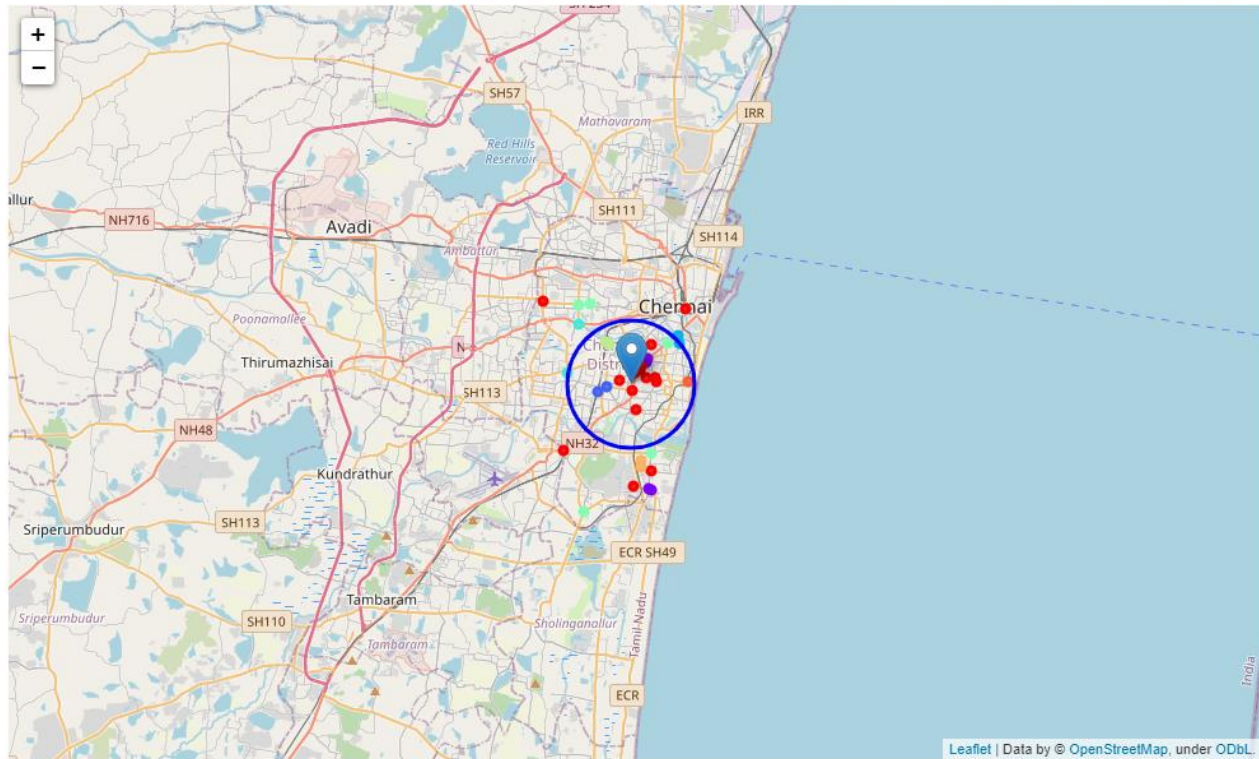 +
−
SH57
IRR
Mathavaram
Red Hills
Reservoir
NH716
Avadi
SH111
SH114
Ambattur
Poonamallee
Chennai
Thirumazhisai
N
SH113
NH48
NH32
Kundrathur
SH113
Sriperumbudur
ECR SH49
Tambaram
Sriperumbudur
SH110
Sholinganallur
Tamil Nadu
Tambaram
India
ECR
Leaflet | Data by © OpenStreetMap, under ODbL.